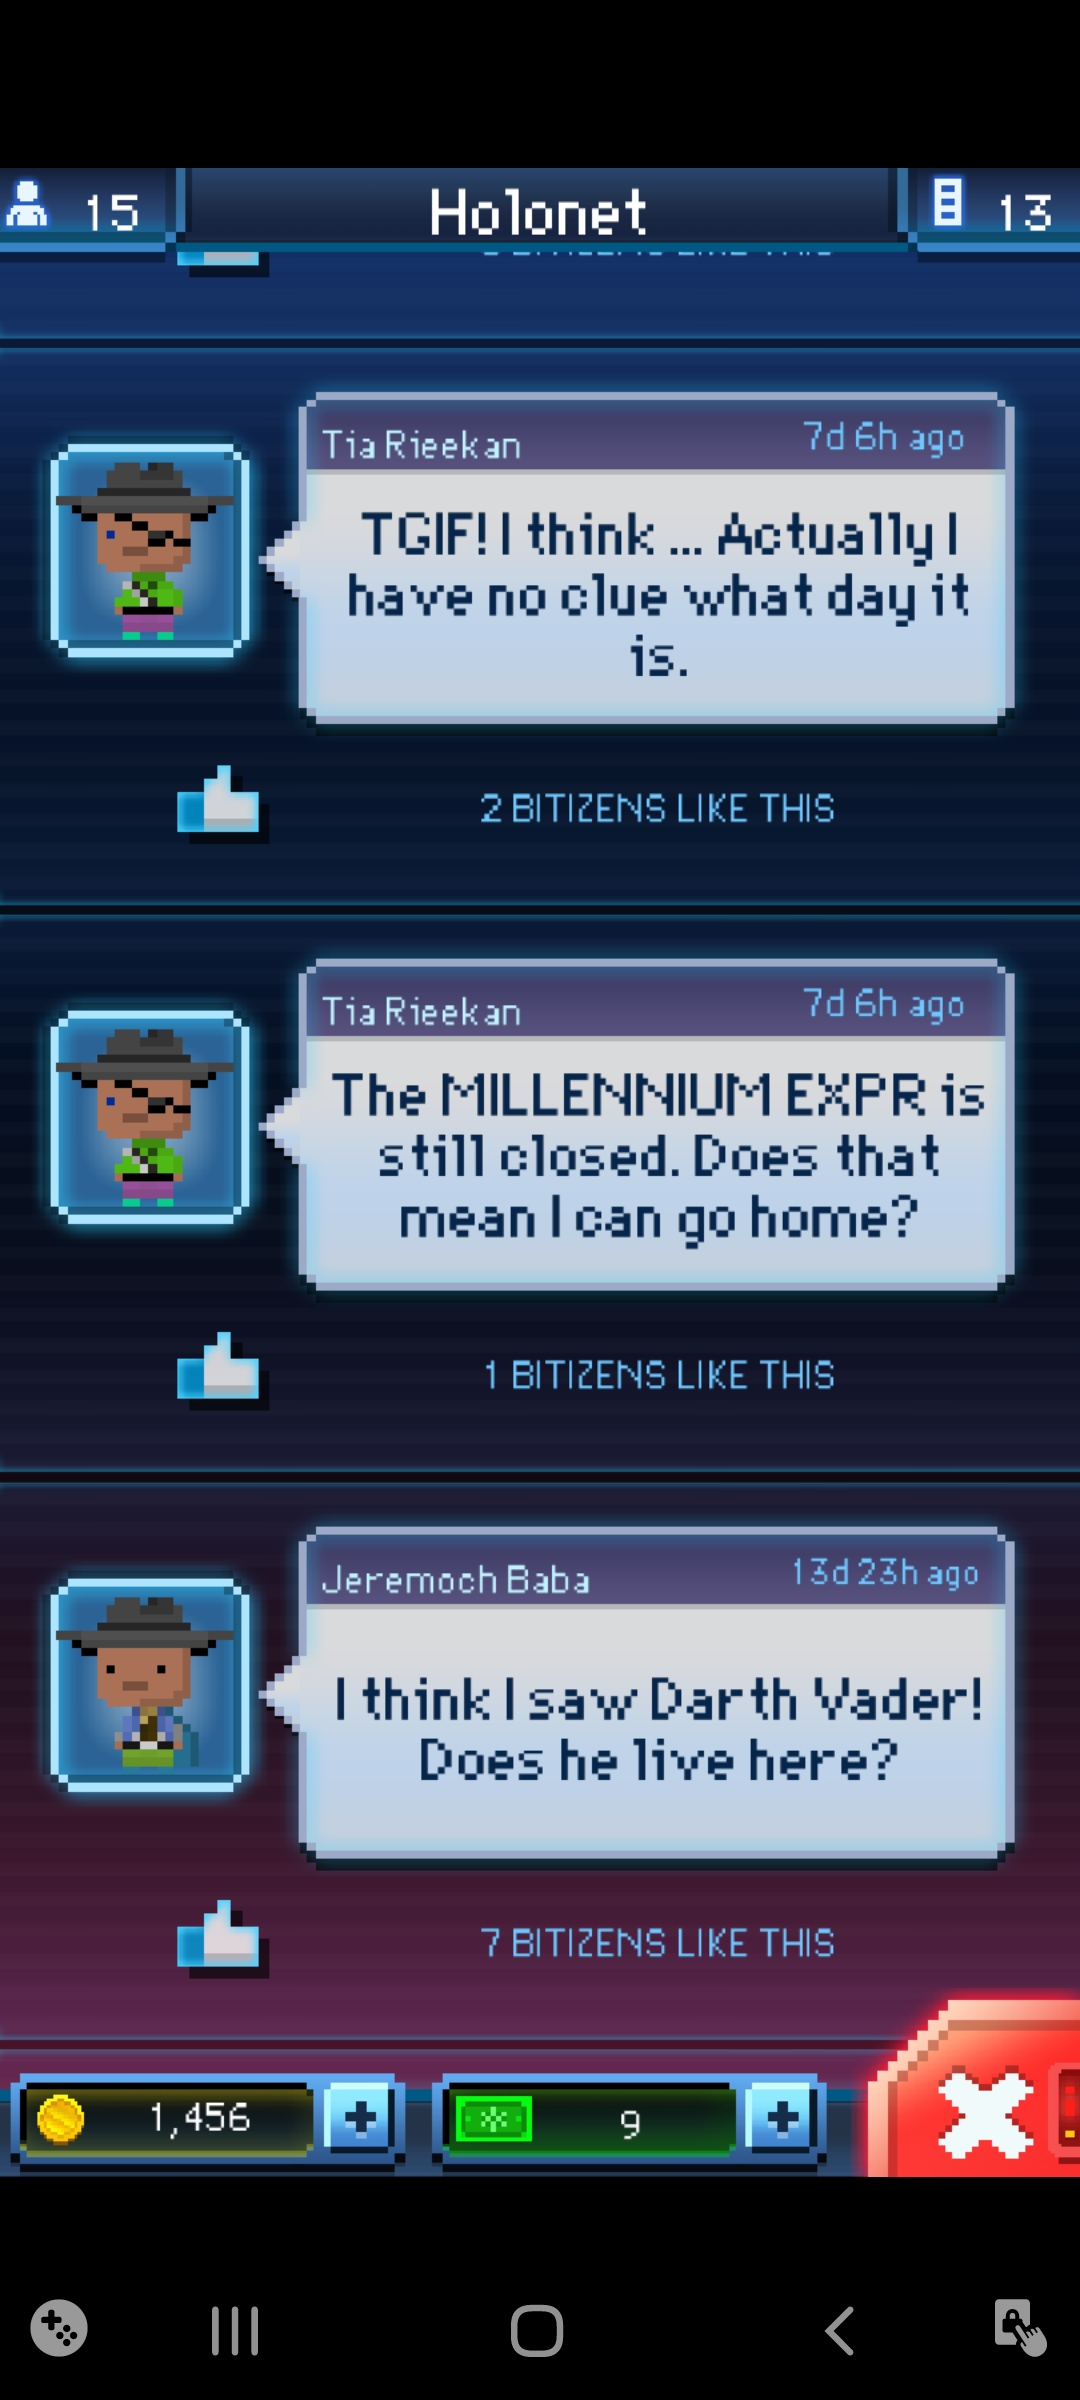 15
Holonet
13
BITIZENS LIKE THIS
Tia Rieekan
7d 6h ago
TGIF! I think ... Actually I
have no clue what day it
is.
2 BITIZENS LIKE THIS
Tia Rieekan
7d 6h ago
The MILLENNIUM EXPR is
still closed. Does that
mean I can go home?
1 BITIZENS LIKE THIS
Jeremoch Baba
13d 23h ago
I think I saw Darth Vader!
Does he live here?
7 BITIZENS LIKE THIS
1,456
9